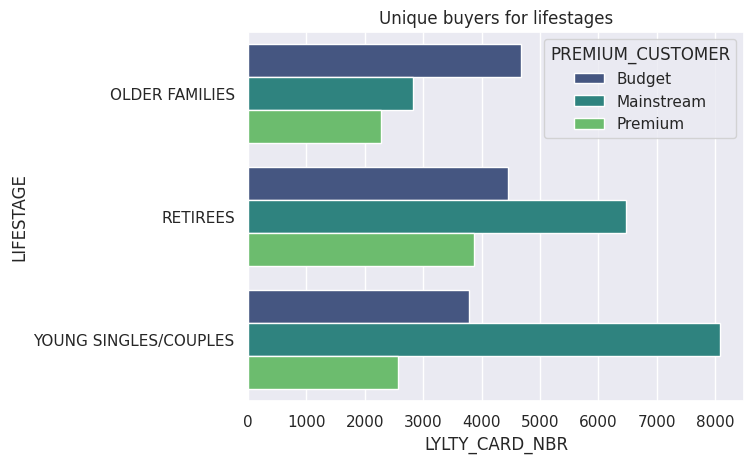 Unique buyers for lifestages
PREMIUM_CUSTOMER
Budget
Mainstream
Premium
LIFESTAGE
OLDER FAMILIES
RETIREES
YOUNG SINGLES/COUPLES
0 1000 2000 3000 4000 5000 6000 7000 8000
LYLTY_CARD_NBR